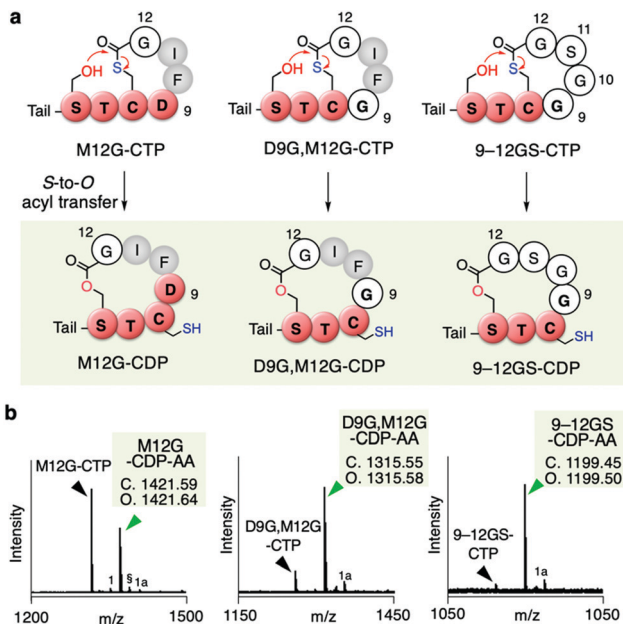 a
12
12
12
11
O
G
I
O
G
I
O
G
S
OH
S
F
OH
S
F
OH
S
G
10
Tail
S
T
C
D
9
Tail
S
T
C
G
9
Tail
S
T
C
G
9
M12G-CTP
D9G,M12G-CTP
9–12GS-CTP
S-to-O
acyl transfer
12
12
12
O
G
I
F
O
G
I
F
O
G
S
G
O
D
9
O
G
9
O
G
9
Tail
S
T
C
SH
Tail
S
T
C
SH
Tail
S
T
C
SH
M12G-CDP
D9G,M12G-CDP
9–12GS-CDP
b
M12G
-CDP-AA
C. 1421.59
O. 1421.64
M12G-CTP
Intensity
1
§
1a
1200
m/z
1500
D9G,M12G
-CDP-AA
C. 1315.55
O. 1315.58
D9G,M12G
-CTP
Intensity
1a
1150
m/z
1450
9–12GS
-CDP-AA
C. 1199.45
O. 1199.50
9–12GS-
CTP
Intensity
1a
1050
m/z
1050